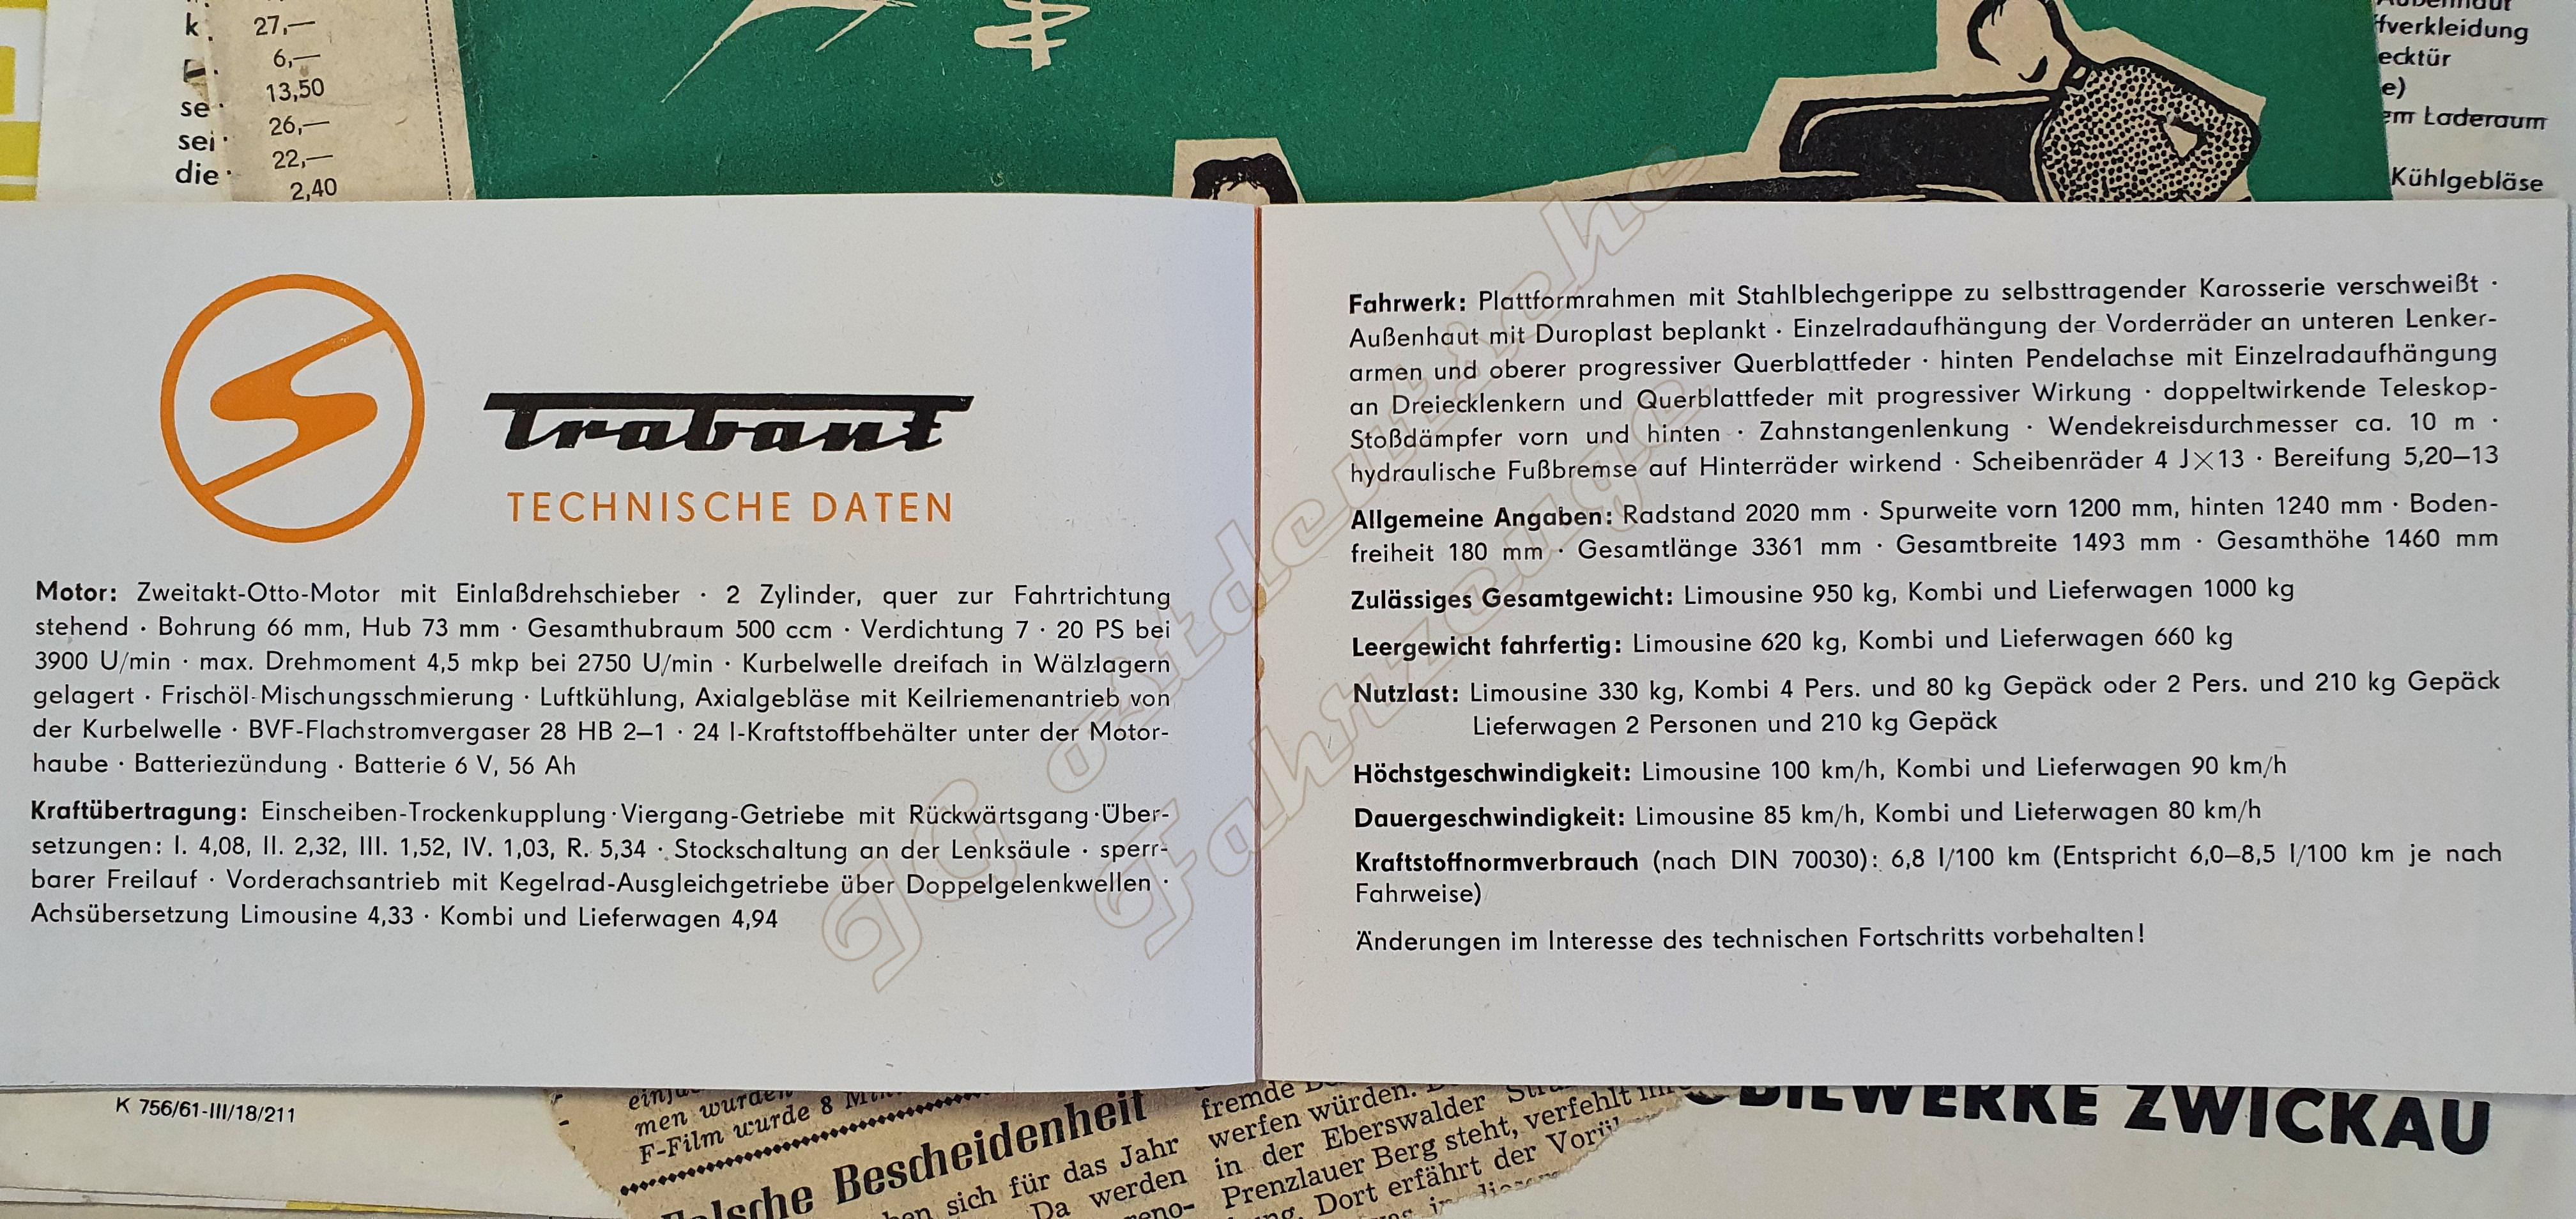 k.
27,—
6,—
13,50
se
26,—
sei
22,—
die
2,40
fverkleidung
ecktür
e)
em Laderaum
Kühlgebläse
Trabant
TECHNISCHE DATEN
Motor: Zweitakt-Otto-Motor mit Einlaßdrehschieber · 2 Zylinder, quer zur Fahrtrichtung
stehend · Bohrung 66 mm, Hub 73 mm · Gesamthubraum 500 ccm · Verdichtung 7 · 20 PS bei
3900 U/min · max. Drehmoment 4,5 mkp bei 2750 U/min · Kurbelwelle dreifach in Wälzlagern
gelagert · Frischöl-Mischungsschmierung · Luftkühlung, Axialgebläse mit Keilriemenantrieb von
der Kurbelwelle · BVF-Flachstromvergaser 28 HB 2–1 · 24 l-Kraftstoffbehälter unter der Motor-
haube · Batteriezündung · Batterie 6 V, 56 Ah
Kraftübertragung: Einscheiben-Trockenkupplung · Viergang-Getriebe mit Rückwärtsgang · Über-
setzungen: I. 4,08, II. 2,32, III. 1,52, IV. 1,03, R. 5,34 · Stockschaltung an der Lenksäule · sperr-
barer Freilauf · Vorderachsantrieb mit Kegelrad-Ausgleichgetriebe über Doppelgelenkwellen ·
Achsübersetzung Limousine 4,33 · Kombi und Lieferwagen 4,94
Fahrwerk: Plattformrahmen mit Stahlblechgerippe zu selbsttragender Karosserie verschweißt ·
Außenhaut mit Duroplast beplankt · Einzelradaufhängung der Vorderräder an unteren Lenker-
armen und oberer progressiver Querblattfeder · hinten Pendelachse mit Einzelradaufhängung
an Dreiecklenkern und Querblattfeder mit progressiver Wirkung · doppeltwirkende Teleskop-
Stoßdämpfer vorn und hinten · Zahnstangenlenkung · Wendekreisdurchmesser ca. 10 m ·
hydraulische Fußbremse auf Hinterräder wirkend · Scheibenräder 4 J×13 · Bereifung 5,20–13
Allgemeine Angaben: Radstand 2020 mm · Spurweite vorn 1200 mm, hinten 1240 mm · Boden-
freiheit 180 mm · Gesamtlänge 3361 mm · Gesamtbreite 1493 mm · Gesamthöhe 1460 mm
Zulässiges Gesamtgewicht: Limousine 950 kg, Kombi und Lieferwagen 1000 kg
Leergewicht fahrfertig: Limousine 620 kg, Kombi und Lieferwagen 660 kg
Nutzlast: Limousine 330 kg, Kombi 4 Pers. und 80 kg Gepäck oder 2 Pers. und 210 kg Gepäck
Lieferwagen 2 Personen und 210 kg Gepäck
Höchstgeschwindigkeit: Limousine 100 km/h, Kombi und Lieferwagen 90 km/h
Dauergeschwindigkeit: Limousine 85 km/h, Kombi und Lieferwagen 80 km/h
Kraftstoffnormverbrauch (nach DIN 70030): 6,8 l/100 km (Entspricht 6,0–8,5 l/100 km je nach
Fahrweise)
Änderungen im Interesse des technischen Fortschritts vorbehalten!
IG ostdeutsche
Fahrzeuge
K 756/61-III/18/211
men wurden
F-Film wurde 8
Falsche Bescheidenheit
sich für das Jahr
Da werden
fremde
werfen würden.
in der Eberswalder
Prenzlauer Berg steht, verfehlt
Dort erfährt der
BILWERKE ZWICKAU